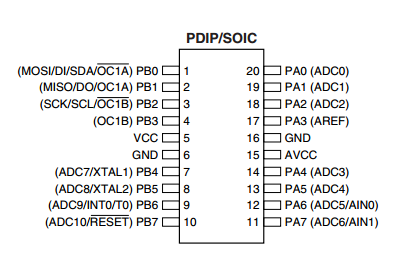 PDIP/SOIC
(MOSI/DI/SDA/OC1A) PB0 1 20 PA0 (ADC0)
(MISO/DO/OC1A) PB1 2 19 PA1 (ADC1)
(SCK/SCL/OC1B) PB2 3 18 PA2 (ADC2)
(OC1B) PB3 4 17 PA3 (AREF)
VCC 5 16 GND
GND 6 15 AVCC
(ADC7/XTAL1) PB4 7 14 PA4 (ADC3)
(ADC8/XTAL2) PB5 8 13 PA5 (ADC4)
(ADC9/INT0/T0) PB6 9 12 PA6 (ADC5/AIN0)
(ADC10/RESET) PB7 10 11 PA7 (ADC6/AIN1)